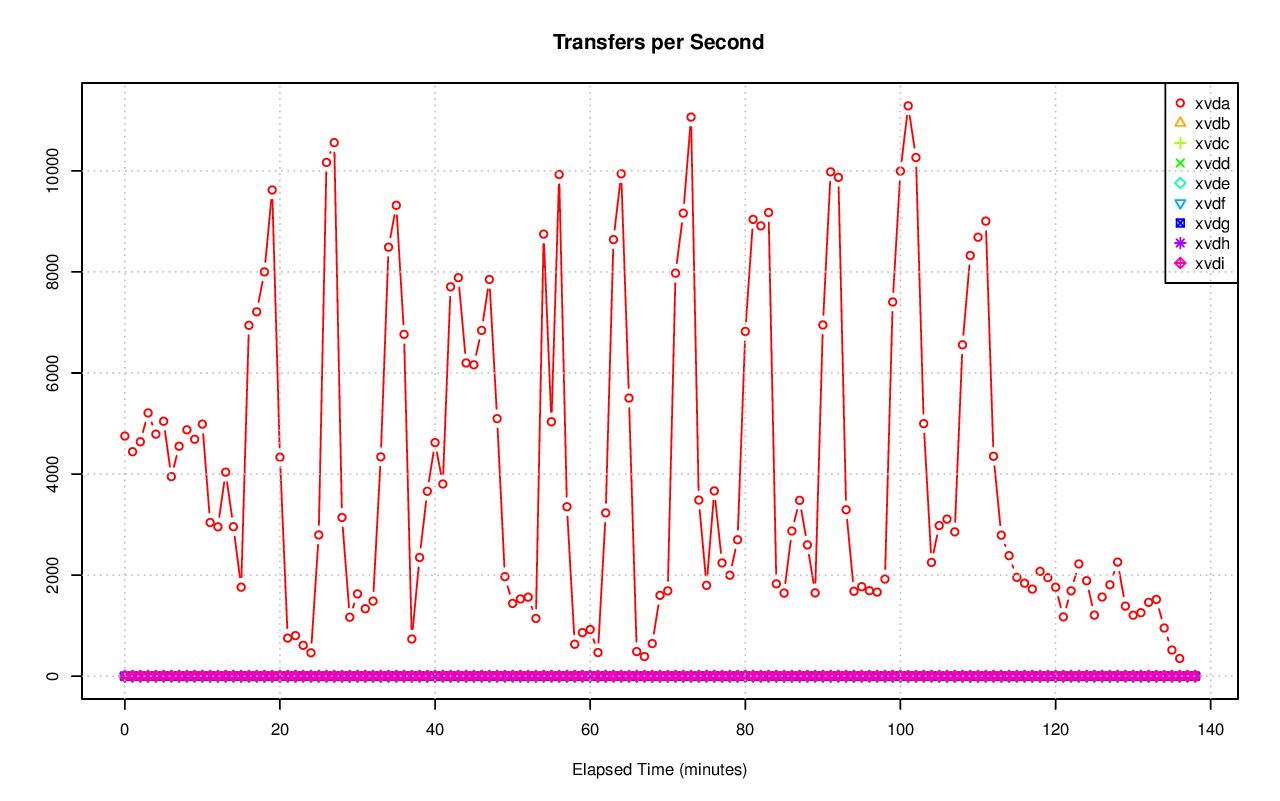 Transfers per Second
10000
8000
6000
4000
2000
0
xvda
xvdb
xvdc
xvdd
xvde
xvdf
xvdg
xvdh
xvdi
0 20 40 60 80 100 120 140
Elapsed Time (minutes)